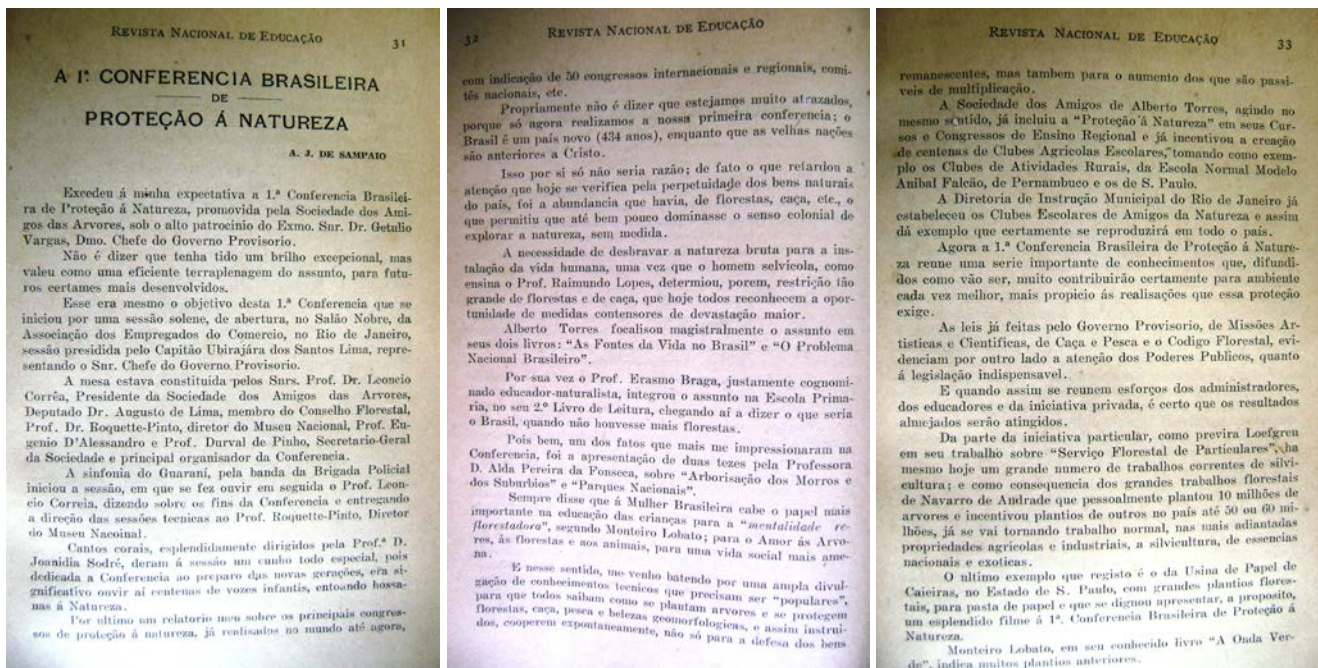 REVISTA NACIONAL DE EDUCAÇÃO 31
A 1ª CONFERENCIA BRASILEIRA
DE
PROTEÇÃO Á NATUREZA
A. J. DE SAMPAIO
Excedeu á minha expectativa a 1.ª Conferencia Brasilei-
ra de Proteção á Natureza, promovida pela Sociedade dos Ami-
gos das Arvores, sob o alto patrocinio do Exmo. Snr. Dr. Getulio
Vargas, Dmo. Chefe do Governo Provisorio.
Não é dizer que tenha tido um brilho excepcional, mas
valeu como uma eficiente terraplenagem do assunto, para futu-
ros certames mais desenvolvidos.
Esse era mesmo o objetivo desta 1.ª Conferencia que se
iniciou por uma sessão solene, de abertura, no Salão Nobre, da
Associação dos Empregados do Comercio, no Rio de Janeiro,
sessão presidida pelo Capitão Ubirajára dos Santos Lima, repre-
sentando o Snr. Chefe do Governo Provisorio.
A mesa estava constituida pelos Snrs. Prof. Dr. Leoncio
Corrêa, Presidente da Sociedade dos Amigos das Arvores,
Deputado Dr. Augusto de Lima, membro do Conselho Florestal,
Prof. Dr. Roquette-Pinto, diretor do Museu Nacional, Prof. Eu-
genio D'Alessandro e Prof. Durval de Pinho, Secretario-Geral
da Sociedade e principal organisador da Conferencia.
A sinfonia do Guaraní, pela banda da Brigada Policial
iniciou a sessão, em que se fez ouvir em seguida o Prof. Leon-
cio Correia, dizendo sobre os fins da Conferencia e entregando
a direção das sessões tecnicas ao Prof. Roquette-Pinto, Diretor
do Museu Nacoinal.
Cantos corais, esplendidamente dirigidos pela Prof.ª D.
Joanidia Sodré, deram á sessão um cunho todo especial, pois
dedicada a Conferencia ao preparo das novas gerações, era si-
gnificativo ouvir aí centenas de vozes infantis, entoando hossa-
nas á Natureza.
Por ultimo um relatorio meu sobre os principais congres-
sos de proteção á natureza, já realisados no mundo até agora,
32 REVISTA NACIONAL DE EDUCAÇÃO
com indicação de 50 congressos internacionais e regionais, comi-
tês nacionais, etc.
Propriamente não é dizer que estejamos muito atrazados,
porque só agora realizamos a nossa primeira conferencia; o
Brasil é um país novo (434 anos), enquanto que as velhas nações
são anteriores a Cristo.
Isso por si só não seria razão; de fato o que retardou a
atenção que hoje se verifica pela perpetuidade dos bens naturais
do país, foi a abundancia que havia, de florestas, caça, etc., o
que permitiu que até bem pouco dominasse o senso colonial de
explorar a natureza, sem medida.
A necessidade de desbravar a natureza bruta para a ins-
talação da vida humana, uma vez que o homem selvicola, como
ensina o Prof. Raimundo Lopes, determiou, porem, restrição tão
grande de florestas e de caça, que hoje todos reconhecem a opor-
tunidade de medidas contensores de devastação maior.
Alberto Torres focalisou magistralmente o assunto em
seus dois livros: "As Fontes da Vida no Brasil" e "O Problema
Nacional Brasileiro".
Por sua vez o Prof. Erasmo Braga, justamente cognomi-
nado educador-naturalista, integrou o assunto na Escola Prima-
ria, no seu 2.º Livro de Leitura, chegando aí a dizer o que seria
o Brasil, quando não houvesse mais florestas.
Pois bem, um dos fatos que mais me impressionaram na
Conferencia, foi a apresentação de duas tezes pela Professora
D. Alda Pereira da Fonseca, sobre "Arborisação dos Morros e
dos Suburbios" e "Parques Nacionais".
Sempre disse que á Mulher Brasileira cabe o papel mais
importante na educação das crianças para a "mentalidade re-
florestadora", segundo Monteiro Lobato; para o Amor ás Arvo-
res, ás florestas e aos animais, para uma vida social mais ame-
na.
E nesse sentido, me venho batendo por uma ampla divul-
gação de conhecimentos tecnicos que precisam ser "populares",
para que todos saibam como se plantam arvores e se protegem
florestas, caça, pesca e belezas geomorfologicas, e assim instrui-
dos, cooperem expontaneamente, não só para a defesa dos bens
REVISTA NACIONAL DE EDUCAÇÃO 33
remanescentes, mas tambem para o aumento dos que são passi-
veis de multiplicação.
A Sociedade dos Amigos de Alberto Torres, agindo no
mesmo sentido, já incluiu a "Proteção á Natureza" em seus Cur-
sos e Congressos de Ensino Regional e já incentivou a creação
de centenas de Clubes Agricolas Escolares, tomando como exem-
plo os Clubes de Atividades Rurais, da Escola Normal Modelo
Anibal Falcão, de Pernambuco e os de S. Paulo.
A Diretoria de Instrução Municipal do Rio de Janeiro já
estabeleceu os Clubes Escolares de Amigos da Natureza e assim
dá exemplo que certamente se reproduzirá em todo o país.
Agora a 1.ª Conferencia Brasileira de Proteção á Nature-
za reune uma serie importante de conhecimentos que, difundi-
dos como vão ser, muito contribuirão certamente para ambiente
cada vez melhor, mais propicio ás realisações que essa proteção
exige.
As leis já feitas pelo Governo Provisorio, de Missões Ar-
tisticas e Cientificas, de Caça e Pesca e o Codigo Florestal, evi-
denciam por outro lado a atenção dos Poderes Publicos, quanto
á legislação indispensavel.
E quando assim se reunem esforços dos administradores,
dos educadores e da iniciativa privada, é certo que os resultados
almejados serão atingidos.
Da parte da iniciativa particular, como previra Loefgren
em seu trabalho sobre "Serviço Florestal de Particulares", ha
mesmo hoje um grande numero de trabalhos correntes de silvi-
cultura; e como consequencia dos grandes trabalhos florestais
de Navarro de Andrade que pessoalmente plantou 10 milhões de
arvores e incentivou plantios de outros no país até 50 ou 60 mi-
lhões, já se vai tornando trabalho normal, nas mais adiantadas
propriedades agricolas e industriais, a silvicultura, de essencias
nacionais e exoticas.
O ultimo exemplo que registo é o da Usina de Papel de
Caieiras, no Estado de S. Paulo, com grandes plantios flores-
tais, para pasta de papel e que se dignou apresentar, a proposito,
um esplendido filme á 1ª. Conferencia Brasileira de Proteção á
Natureza.
Monteiro Lobato, em seu conhecido livro "A Onda Ver-
de", indica muitos plantios anteriores.